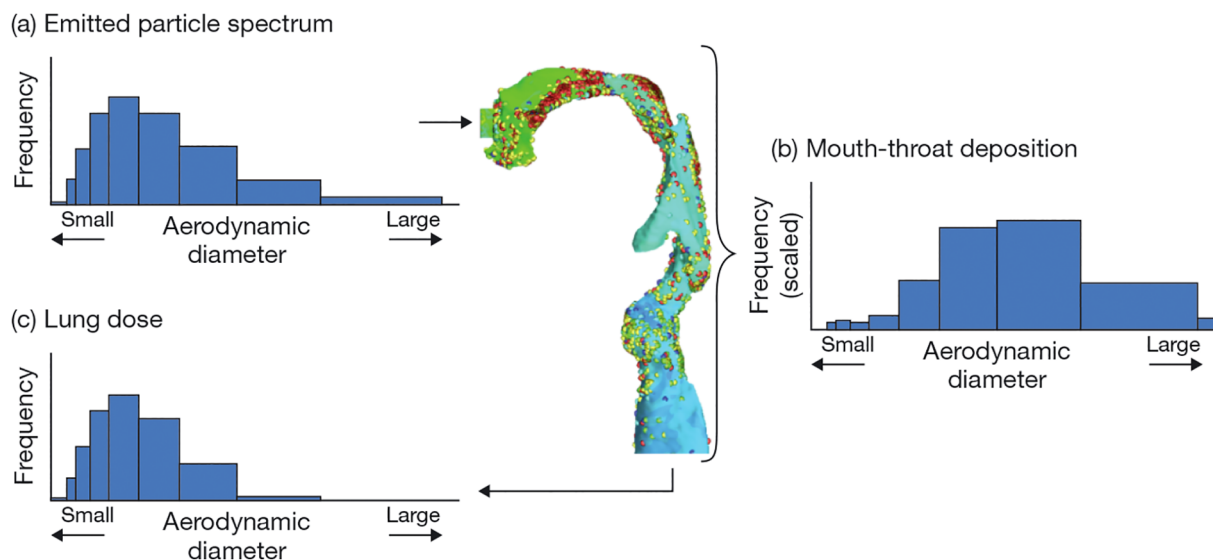 (a) Emitted particle spectrum
Frequency
Small
Aerodynamic
diameter
Large
(b) Mouth-throat deposition
Frequency
(scaled)
Small
Aerodynamic
diameter
Large
(c) Lung dose
Frequency
Small
Aerodynamic
diameter
Large